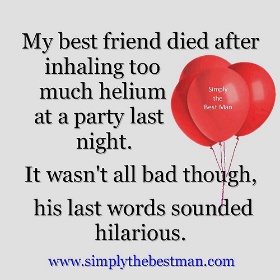 My best friend died after
inhaling too
much helium
at a party last
night.
Simply
the
Best Man
It wasn't all bad though,
his last words sounded
hilarious.
www.simplythebestman.com